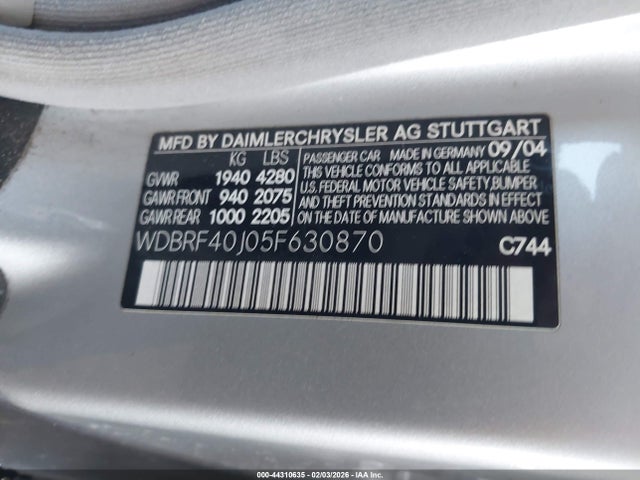 MFD BY DAIMLERCHRYSLER AG STUTTGART
KG LBS
GVWR 1940 4280
GAWR FRONT 940 2075
GAWR REAR 1000 2205
PASSENGER CAR MADE IN GERMANY 09/04
THIS VEHICLE CONFORMS TO ALL APPLICABLE
U.S. FEDERAL MOTOR VEHICLE SAFETY, BUMPER
AND THEFT PREVENTION STANDARDS IN EFFECT
ON THE DATE OF MANUFACTURE SHOWN ABOVE
WDBRF40J05F630870 C744
000-44310635 - 02/03/2026 - IAA, Inc.